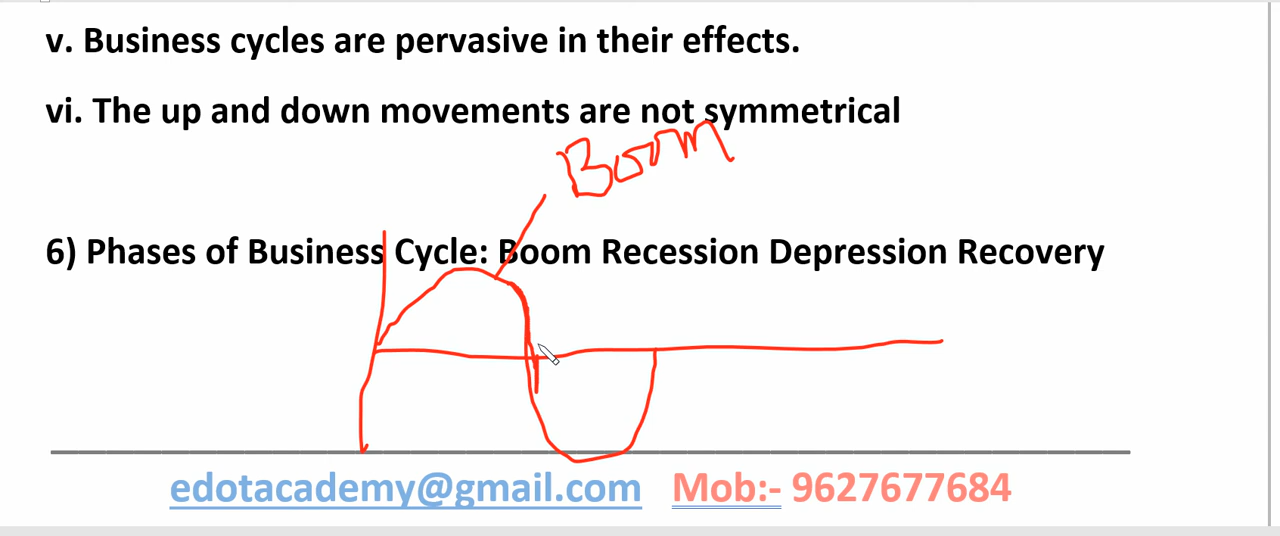 v. Business cycles are pervasive in their effects.
vi. The up and down movements are not symmetrical
Boom
6) Phases of Business Cycle: Boom Recession Depression Recovery
edotacademy@gmail.com Mob:- 9627677684